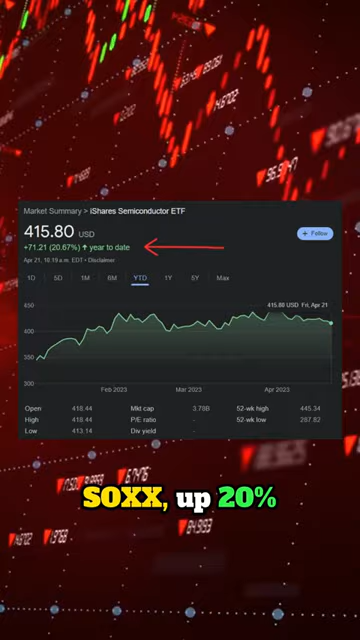 Market Summary > iShares Semiconductor ETF
415.80 USD
+ Follow
+71.21 (20.67%) ↑ year to date
Apr 21, 10:19 a.m. EDT • Disclaimer
1D 5D 1M 6M YTD 1Y 5Y Max
450 415.80 USD Fri, Apr 21
400
350
300
Feb 2023 Mar 2023 Apr 2023
Open 418.44 Mkt cap 3.78B 52-wk high 445.34
High 418.44 P/E ratio - 52-wk low 287.82
Low 413.14 Div yield -
SOXX, up 20%